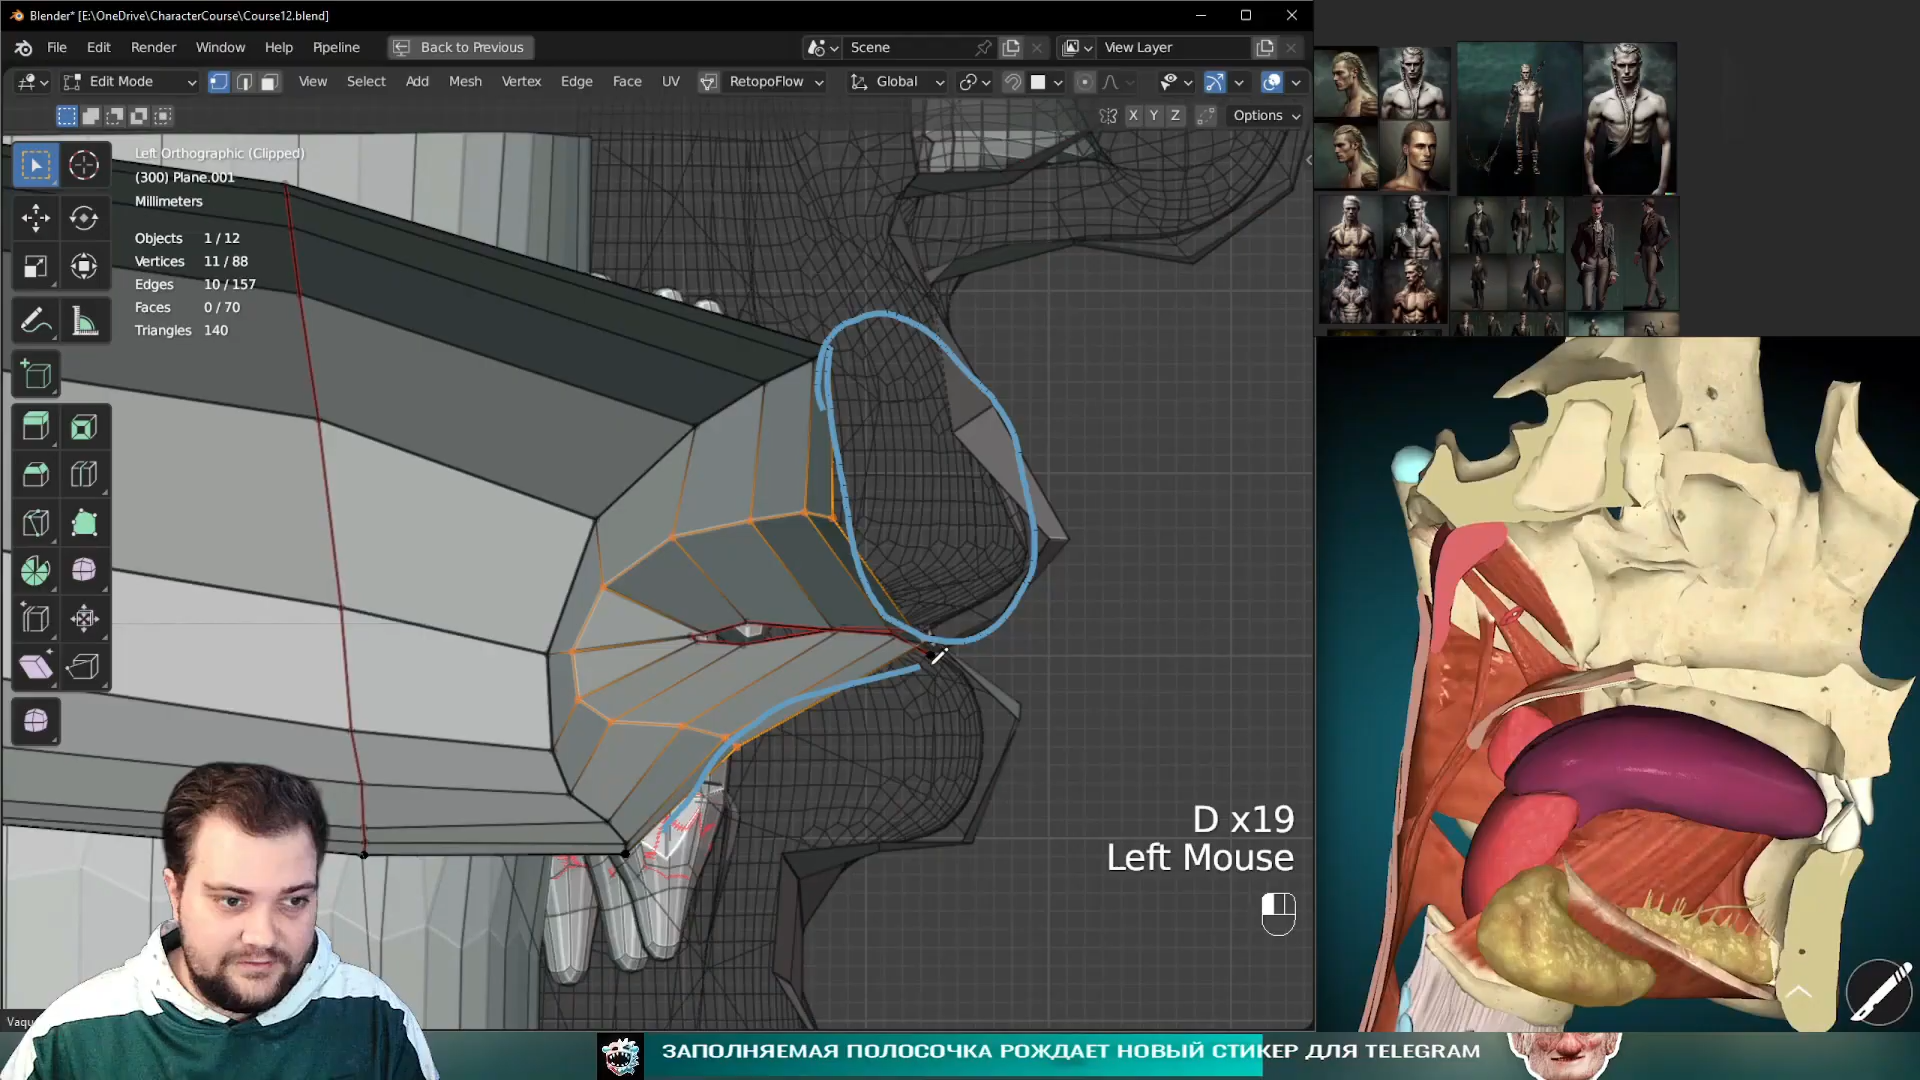 Blender* [E:\OneDrive\CharacterCourse\Course12.blend]
File Edit Render Window Help Pipeline Back to Previous Scene View Layer
Edit Mode View Select Add Mesh Vertex Edge Face UV RetopoFlow Global
X Y Z Options
Left Orthographic (Clipped)
(300) Plane.001
Millimeters
Objects 1 / 12
Vertices 11 / 88
Edges 10 / 157
Faces 0 / 70
Triangles 140
D x19
Left Mouse
Vaqu
ЗАПОЛНЯЕМАЯ ПОЛОСОЧКА РОЖДАЕТ НОВЫЙ СТИКЕР ДЛЯ TELEGRAM